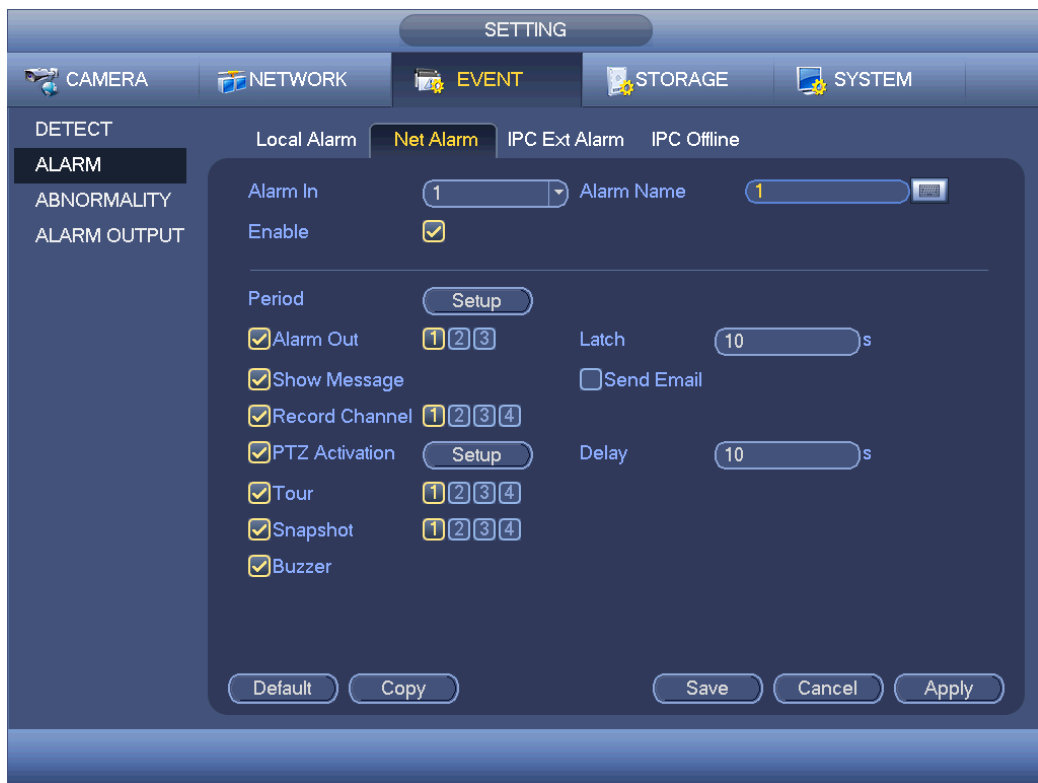 SETTING
CAMERA NETWORK EVENT STORAGE SYSTEM
DETECT
ALARM
ABNORMALITY
ALARM OUTPUT
Local Alarm Net Alarm IPC Ext Alarm IPC Offline
Alarm In 1 Alarm Name 1
Enable
Period Setup
Alarm Out 1 2 3 Latch 10 s
Show Message Send Email
Record Channel 1 2 3 4
PTZ Activation Setup Delay 10 s
Tour 1 2 3 4
Snapshot 1 2 3 4
Buzzer
Default Copy Save Cancel Apply